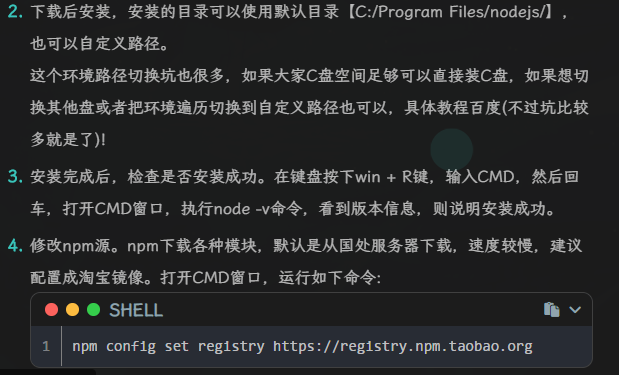 2. 下载后安装，安装的目录可以使用默认目录【C:/Program Files/nodejs/】，
也可以自定义路径。
这个环境路径切换坑也很多，如果大家C盘空间足够可以直接装C盘，如果想切
换其他盘或者把环境遍历切换到自定义路径也可以，具体教程百度(不过坑比较
多就是了)!
3. 安装完成后，检查是否安装成功。在键盘按下win + R键，输入CMD，然后回
车，打开CMD窗口，执行node -v命令，看到版本信息，则说明安装成功。
4. 修改npm源。npm下载各种模块，默认是从国处服务器下载，速度较慢，建议
配置成淘宝镜像。打开CMD窗口，运行如下命令:
SHELL
1 npm config set registry https://registry.npm.taobao.org